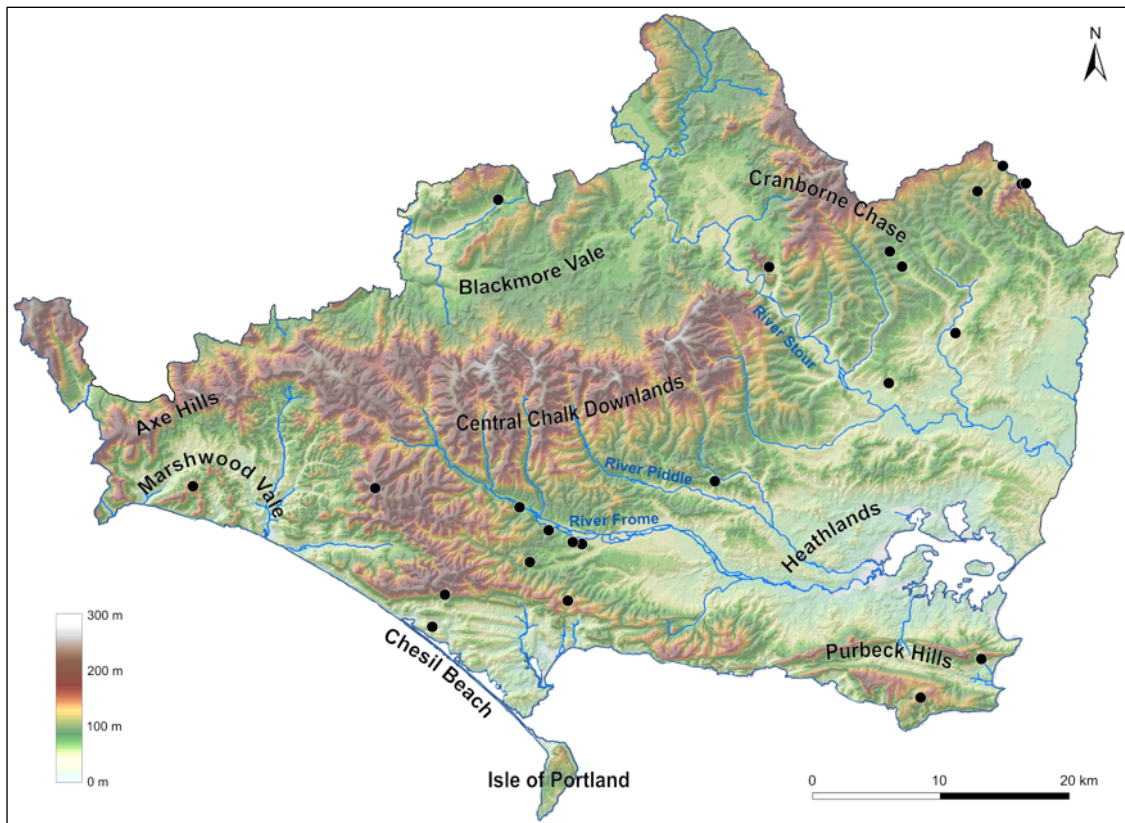 N
Cranborne Chase
Blackmore Vale
River Stour
Axe Hills
Central Chalk Downlands
Marshwood Vale
River Piddle
River Frome
Heathlands
300 m
200 m
100 m
0 m
Chesil Beach
Purbeck Hills
Isle of Portland
0 10 20 km